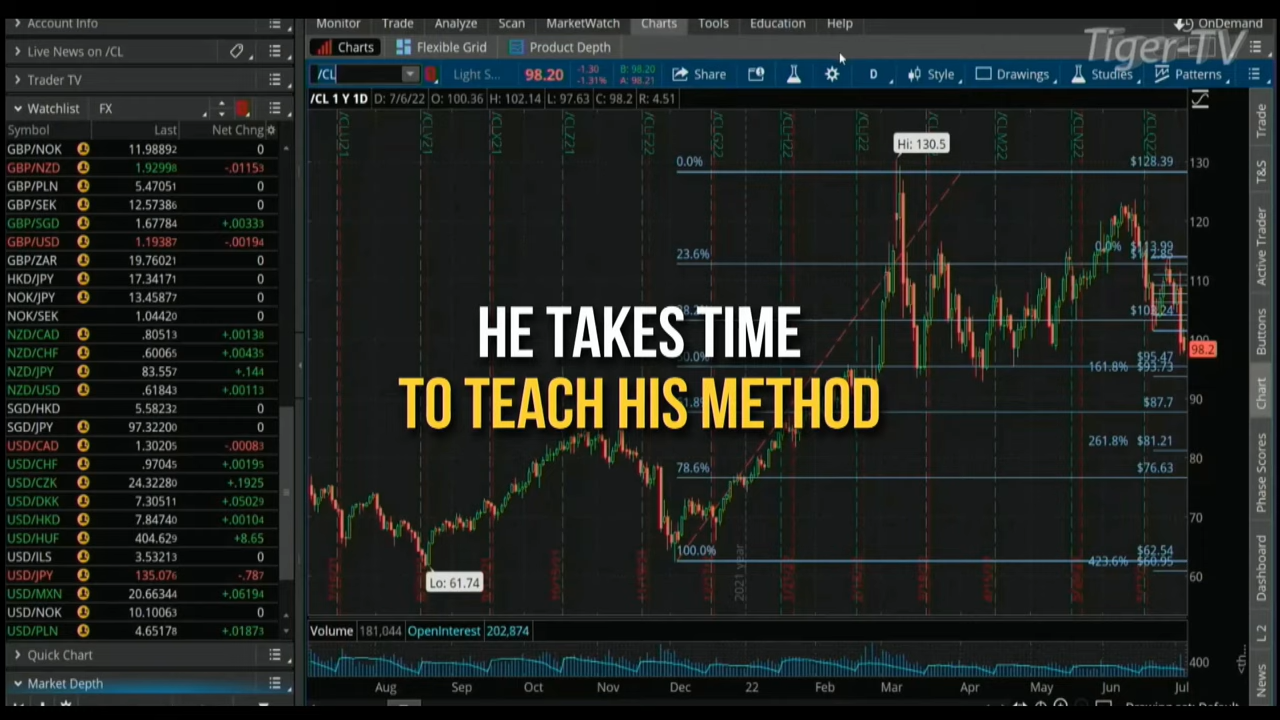 Account Info
Monitor Trade Analyze Scan MarketWatch Charts Tools Education Help
OnDemand
Tiger-TV
Live News on /CL
Charts Flexible Grid Product Depth
Trader TV
/CL Light S... 98.20 -1.30 -1.31% B: 98.20 A: 98.21 Share D Style Drawings Studies Patterns
Watchlist FX
/CL 1 Y 1D D: 7/6/22 O: 100.36 H: 102.14 L: 97.63 C: 98.2 R: 4.51
Symbol Last Net Chng
GBP/NOK 11.98892 0
GBP/NZD 1.92998 -.01153
GBP/PLN 5.47051 0
GBP/SEK 12.57386 0
GBP/SGD 1.67784 +.00333
GBP/USD 1.19387 -.00194
GBP/ZAR 19.76021 0
HKD/JPY 17.34171 0
NOK/JPY 13.45877 0
NOK/SEK 1.04420 0
NZD/CAD .80513 +.00138
NZD/CHF .60065 +.00435
NZD/JPY 83.557 +.144
NZD/USD .61843 +.00113
SGD/HKD 5.58232 0
SGD/JPY 97.32200 0
USD/CAD 1.30205 -.00083
USD/CHF .97045 +.00195
USD/CZK 24.32280 +.1925
USD/DKK 7.30511 +.05029
USD/HKD 7.84740 +.00104
USD/HUF 404.629 +8.65
USD/ILS 3.53213 0
USD/JPY 135.076 -.787
USD/MXN 20.66344 +.06194
USD/NOK 10.10063 0
USD/PLN 4.65178 +.01873
Quick Chart
Market Depth
Hi: 130.5
0.0% $128.39
23.6%
0.0% $113.99
$112.85
$103.24
HE TAKES TIME
TO TEACH HIS METHOD
$95.47
161.8% $93.73
$87.7
261.8% $81.21
78.6% $76.63
100.0% $62.54
423.6% $60.95
Lo: 61.74
2021 year
130
120
110
100
98.2
90
80
70
60
Volume 181,044 OpenInterest 202,874
400
Aug Sep Oct Nov Dec 22 Feb Mar Apr May Jun Jul
Trade
T&S
Active Trader
Buttons
Chart
Phase Scores
Dashboard
L 2
News